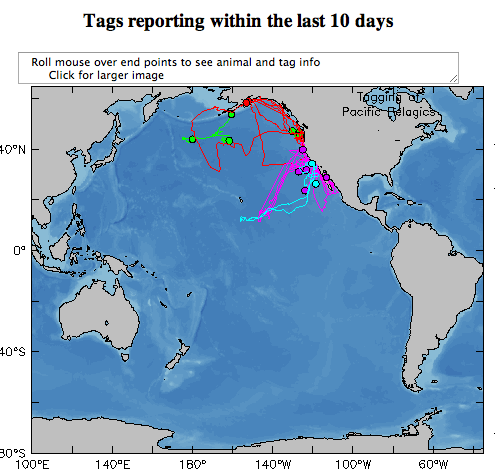 Tags reporting within the last 10 days
Roll mouse over end points to see animal and tag info
Click for larger image
Tagging of
Pacific Pelagics
40°N
0°
40°S
80°S
100°E 140°E 180° 140°W 100°W 60°W